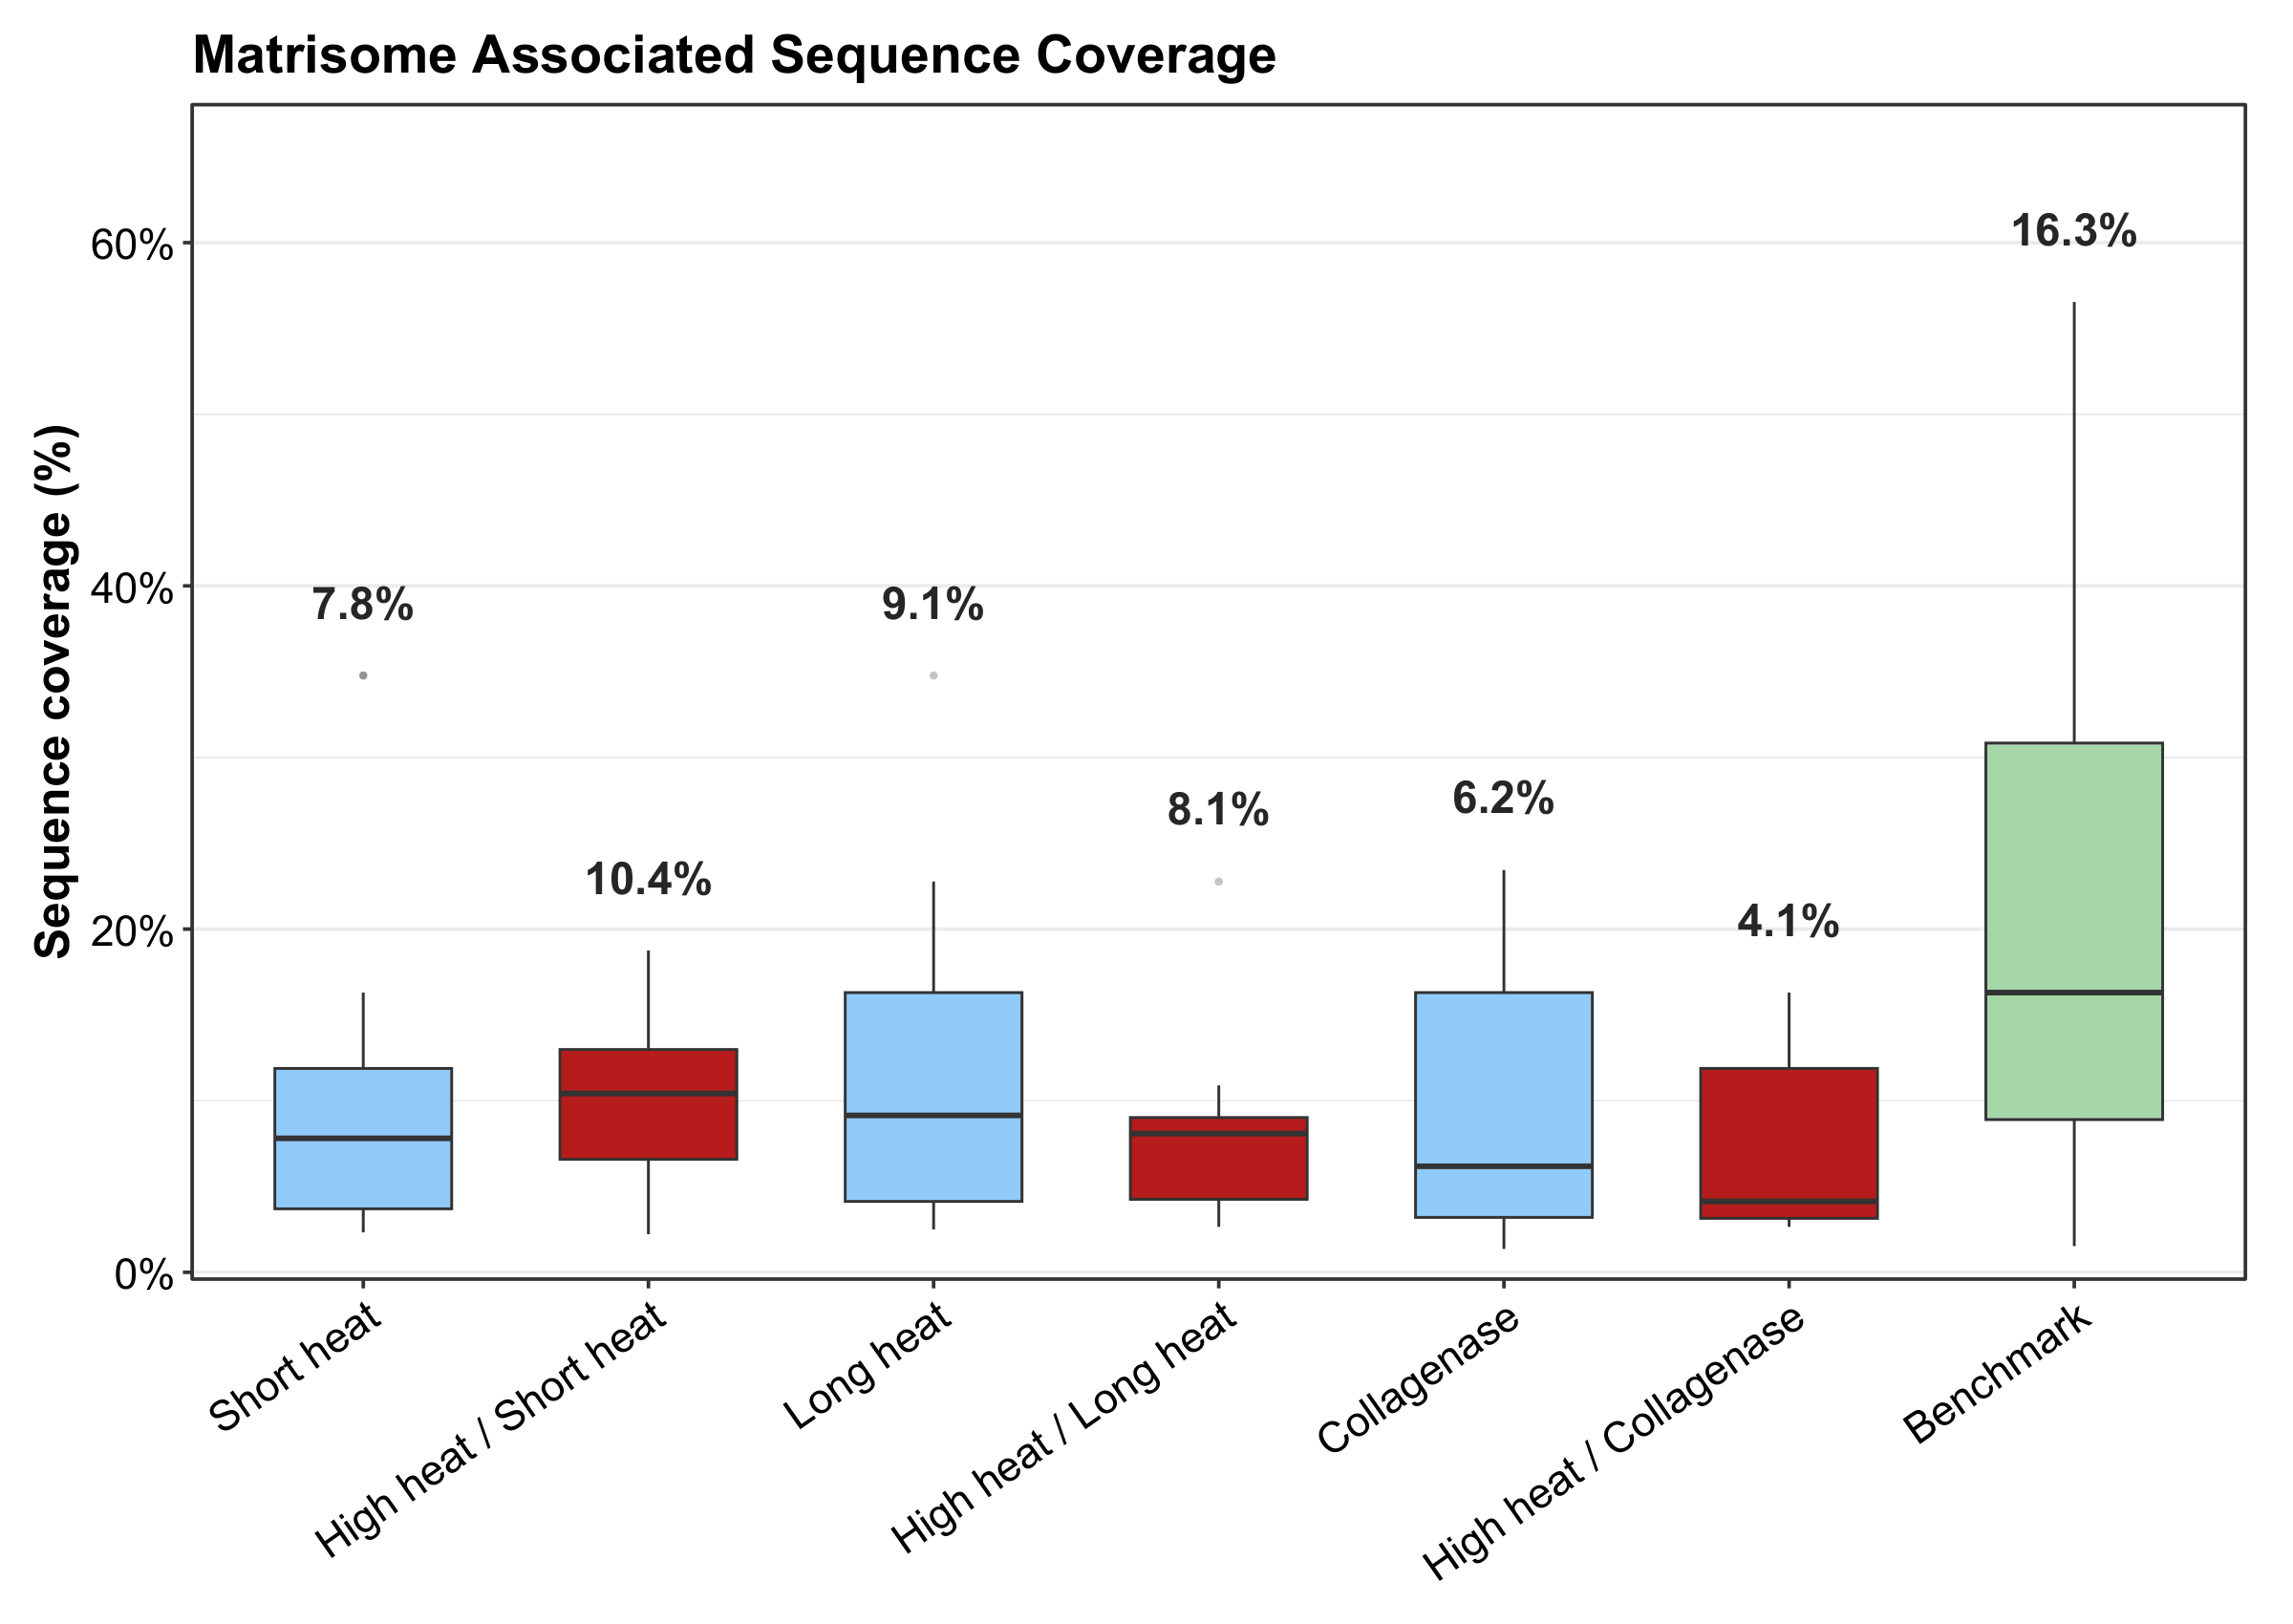 Matrisome Associated Sequence Coverage
Sequence coverage (%)
60%
40%
20%
0%
7.8%
10.4%
9.1%
8.1%
6.2%
4.1%
16.3%
Short heat
High heat / Short heat
Long heat
High heat / Long heat
Collagenase
High heat / Collagenase
Benchmark